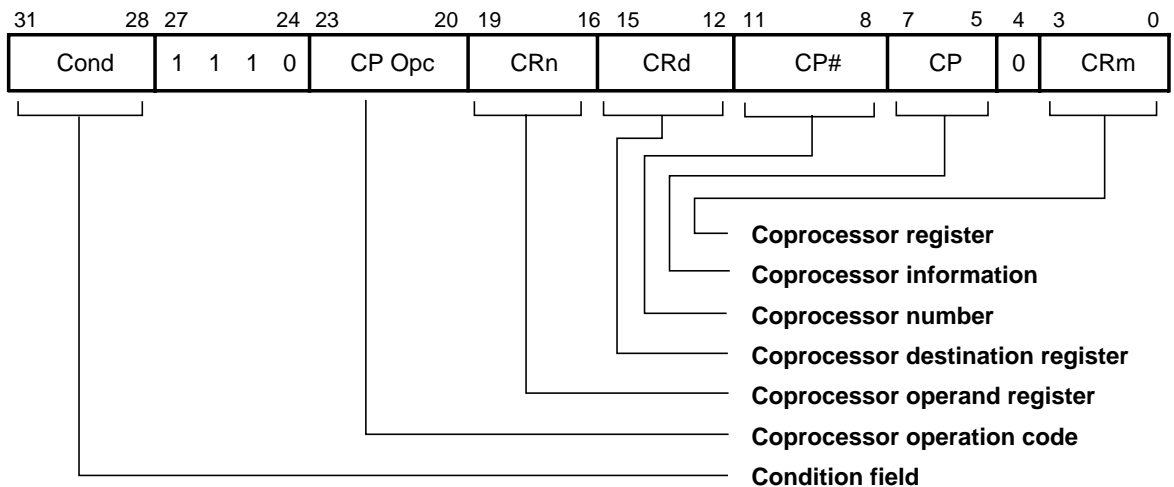 31 28 27 24 23 20 19 16 15 12 11 8 7 5 4 3 0
Cond 1 1 1 0 CP Opc CRn CRd CP# CP 0 CRm
Coprocessor register
Coprocessor information
Coprocessor number
Coprocessor destination register
Coprocessor operand register
Coprocessor operation code
Condition field